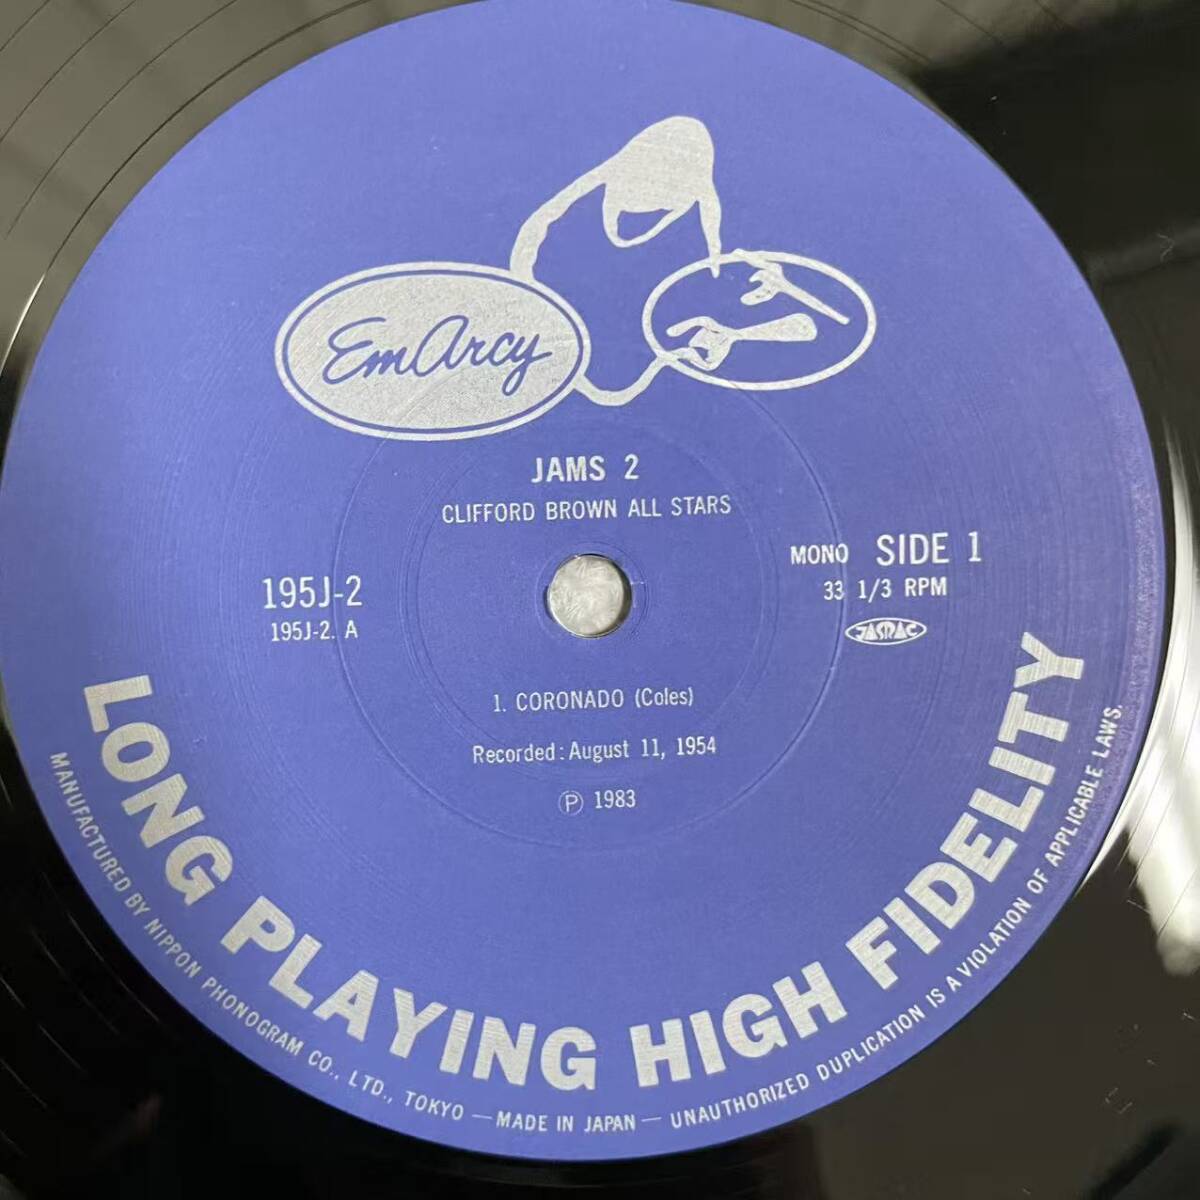 EmArcy
JAMS 2
CLIFFORD BROWN ALL STARS
MONO SIDE 1
33 1/3 RPM
JASRAC
195J-2
195J-2. A
1. CORONADO (Coles)
Recorded: August 11, 1954
Ⓟ 1983
LONG PLAYING HIGH FIDELITY
MANUFACTURED BY NIPPON PHONOGRAM CO., LTD., TOKYO — MADE IN JAPAN — UNAUTHORIZED DUPLICATION IS A VIOLATION OF APPLICABLE LAWS.